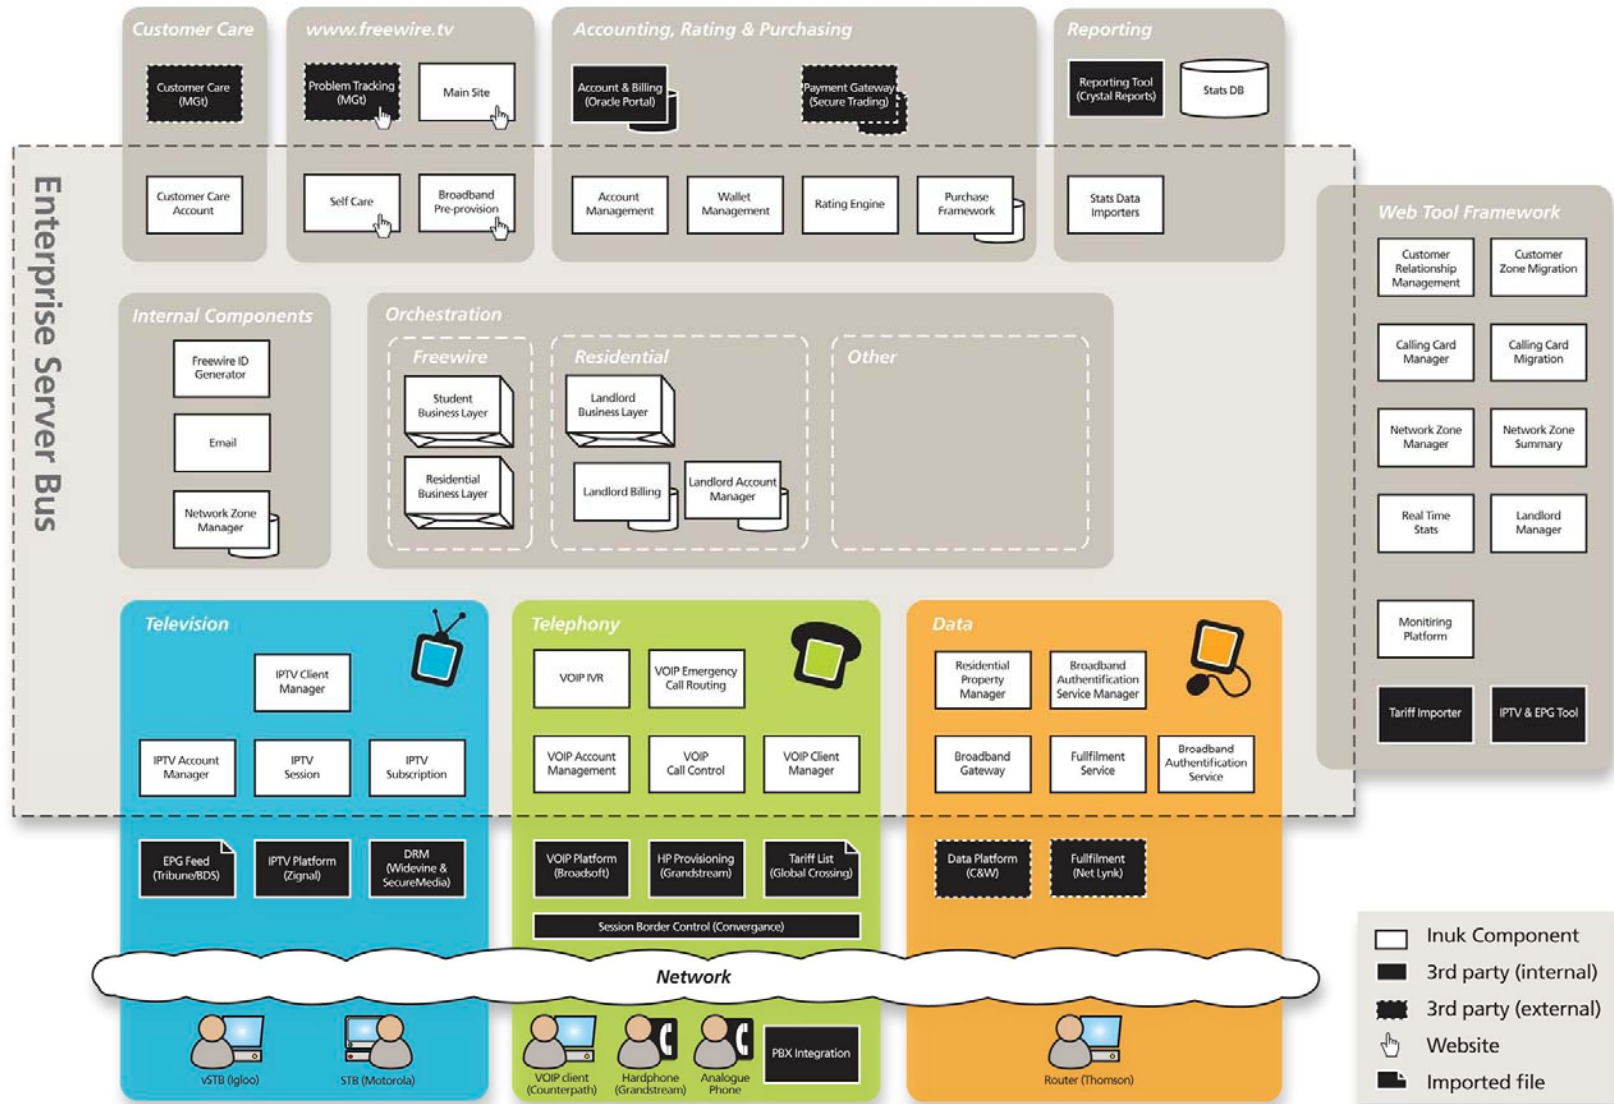 Customer Care
www.freewire.tv
Accounting, Rating & Purchasing
Reporting
Customer Care
(MGt)
Problem Tracking
(MGt)
Main Site
Account & Billing
(Oracle Portal)
Payment Gateway
(Secure Trading)
Reporting Tool
(Crystal Reports)
Stats DB
Enterprise Server Bus
Customer Care
Account
Self Care
Broadband
Pre-provision
Account
Management
Wallet
Management
Rating Engine
Purchase
Framework
Stats Data
Importers
Web Tool Framework
Customer
Relationship
Management
Customer
Zone Migration
Calling Card
Manager
Calling Card
Migration
Network Zone
Manager
Network Zone
Summary
Real Time
Stats
Landlord
Manager
Monitiring
Platform
Tariff Importer
IPTV & EPG Tool
Internal Components
Freewire ID
Generator
Email
Network Zone
Manager
Orchestration
Freewire
Student
Business Layer
Residential
Business Layer
Residential
Landlord
Business Layer
Landlord Billing
Landlord Account
Manager
Other
Television
IPTV Client
Manager
IPTV Account
Manager
IPTV
Session
IPTV
Subscription
EPG Feed
(Tribune/BDS)
IPTV Platform
(Zignal)
DRM
(Widevine &
SecureMedia)
Telephony
VOIP IVR
VOIP Emergency
Call Routing
VOIP Account
Management
VOIP
Call Control
VOIP Client
Manager
VOIP Platform
(Broadsoft)
HP Provisioning
(Grandstream)
Tariff List
(Global Crossing)
Session Border Control (Convergance)
Data
Residential
Property
Manager
Broadband
Authentification
Service Manager
Broadband
Gateway
Fullfilment
Service
Broadband
Authentification
Service
Data Platform
(C&W)
Fullfilment
(Net Lynk)
Network
vSTB (Igloo)
STB (Motorola)
VOIP client
(Counterpath)
Hardphone
(Grandstream)
Analogue
Phone
PBX Integration
Router (Thomson)
Inuk Component
3rd party (internal)
3rd party (external)
Website
Imported file